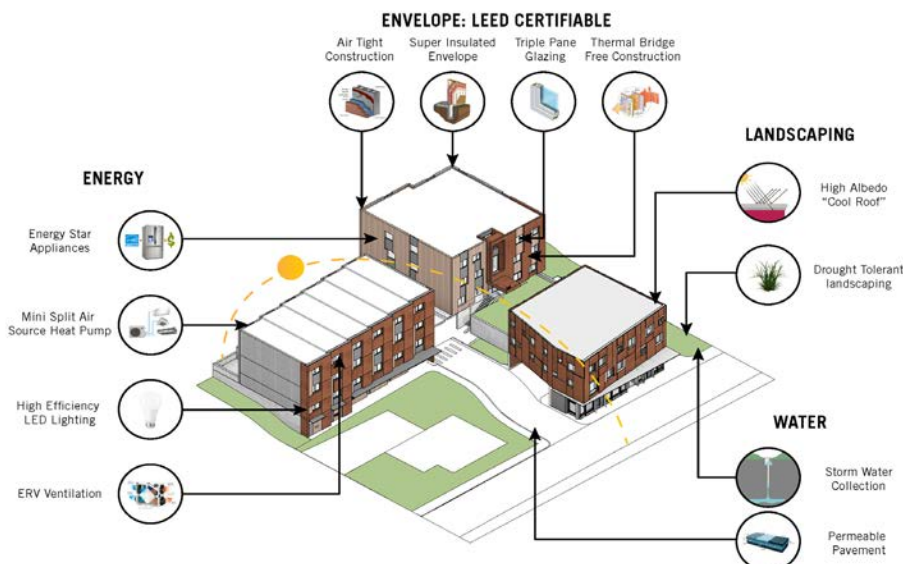 ENVELOPE: LEED CERTIFIABLE
Air Tight
Construction
Super Insulated
Envelope
Triple Pane
Glazing
Thermal Bridge
Free Construction
LANDSCAPING
High Albedo
“Cool Roof”
Drought Tolerant
landscaping
ENERGY
Energy Star
Appliances
Mini Split Air
Source Heat Pump
High Efficiency
LED Lighting
ERV Ventilation
WATER
Storm Water
Collection
Permeable
Pavement